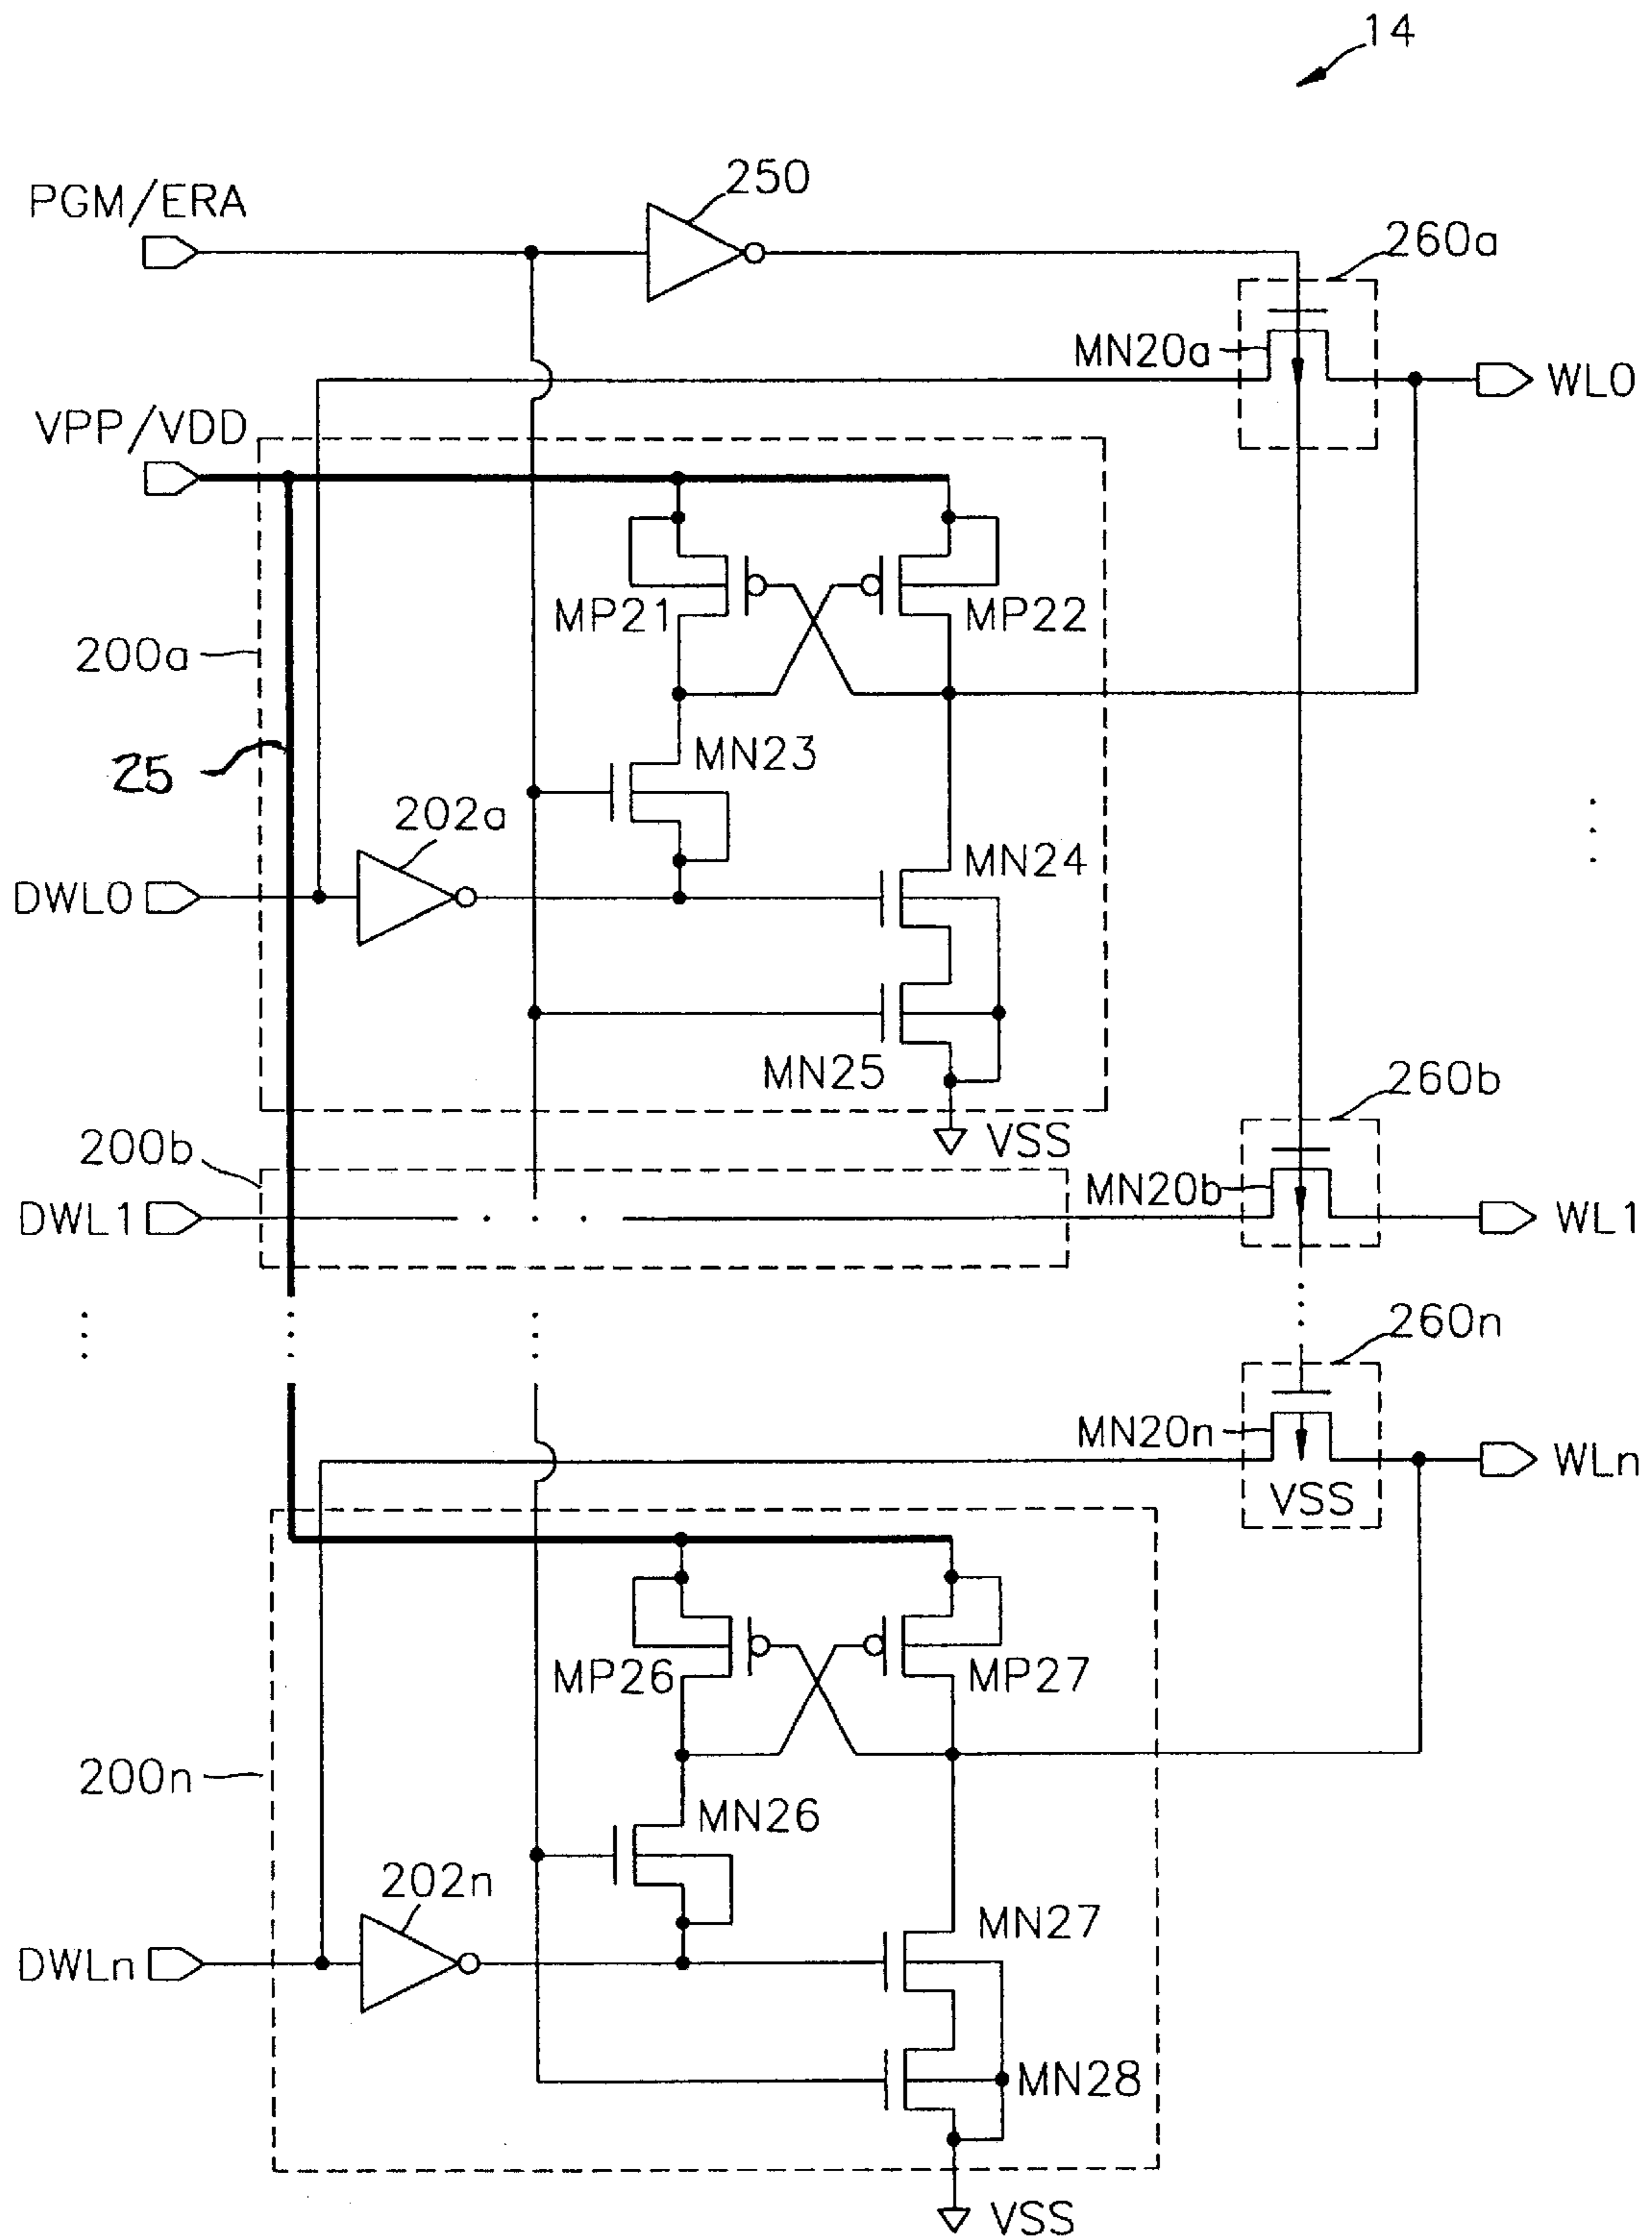 14
250
PGM/ERA
260a
MN20a
WL0
VPP/VDD
MP21
MP22
200a
MN23
25
202a
MN24
DWL0
MN25
260b
VSS
200b
MN20b
DWL1
WL1
260n
MN20n
WLn
VSS
MP26
MP27
200n
MN26
202n
MN27
DWLn
MN28
VSS